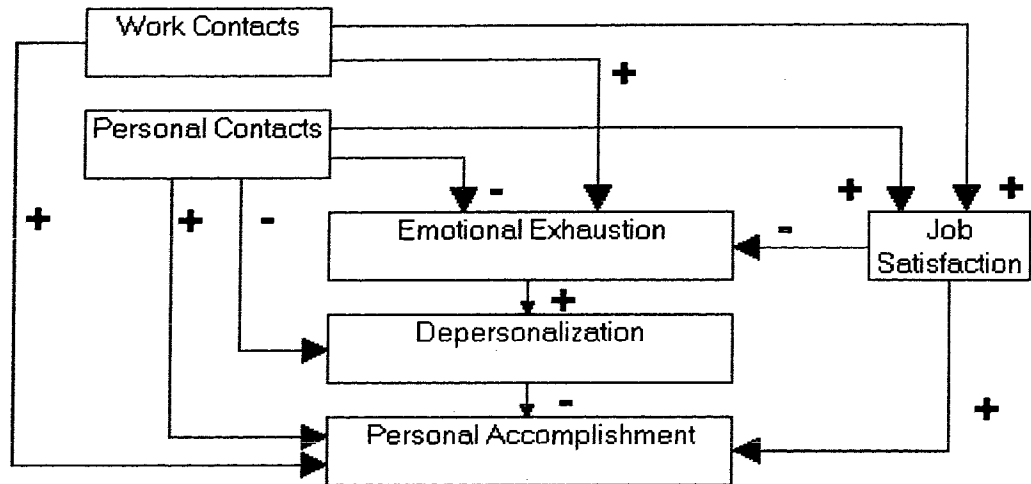 Work Contacts
+
Personal Contacts
+
+
-
-
+
+
Emotional Exhaustion
-
Job
Satisfaction
+
Depersonalization
-
+
Personal Accomplishment